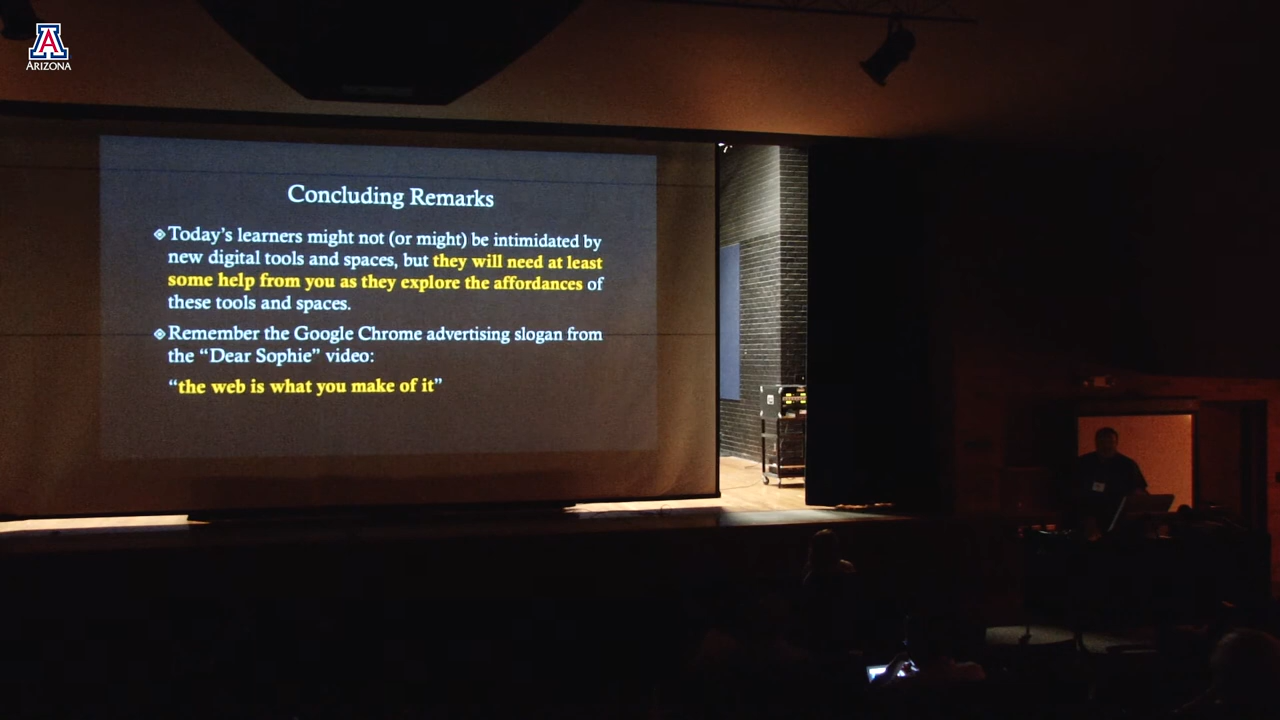 A
ARIZONA
Concluding Remarks
Today's learners might not (or might) be intimidated by
new digital tools and spaces, but they will need at least
some help from you as they explore the affordances of
these tools and spaces.
Remember the Google Chrome advertising slogan from
the “Dear Sophie” video:
“the web is what you make of it”